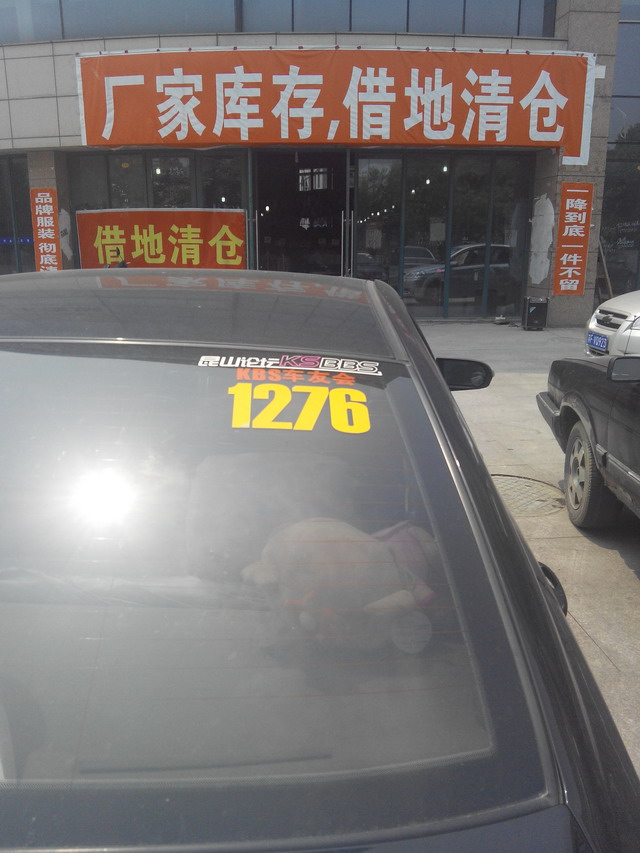 厂家库存,借地清仓
借地清仓
品牌服装 彻底清
一降到底 一件不留
昆山论坛KSBBS
KBS车友会
1276